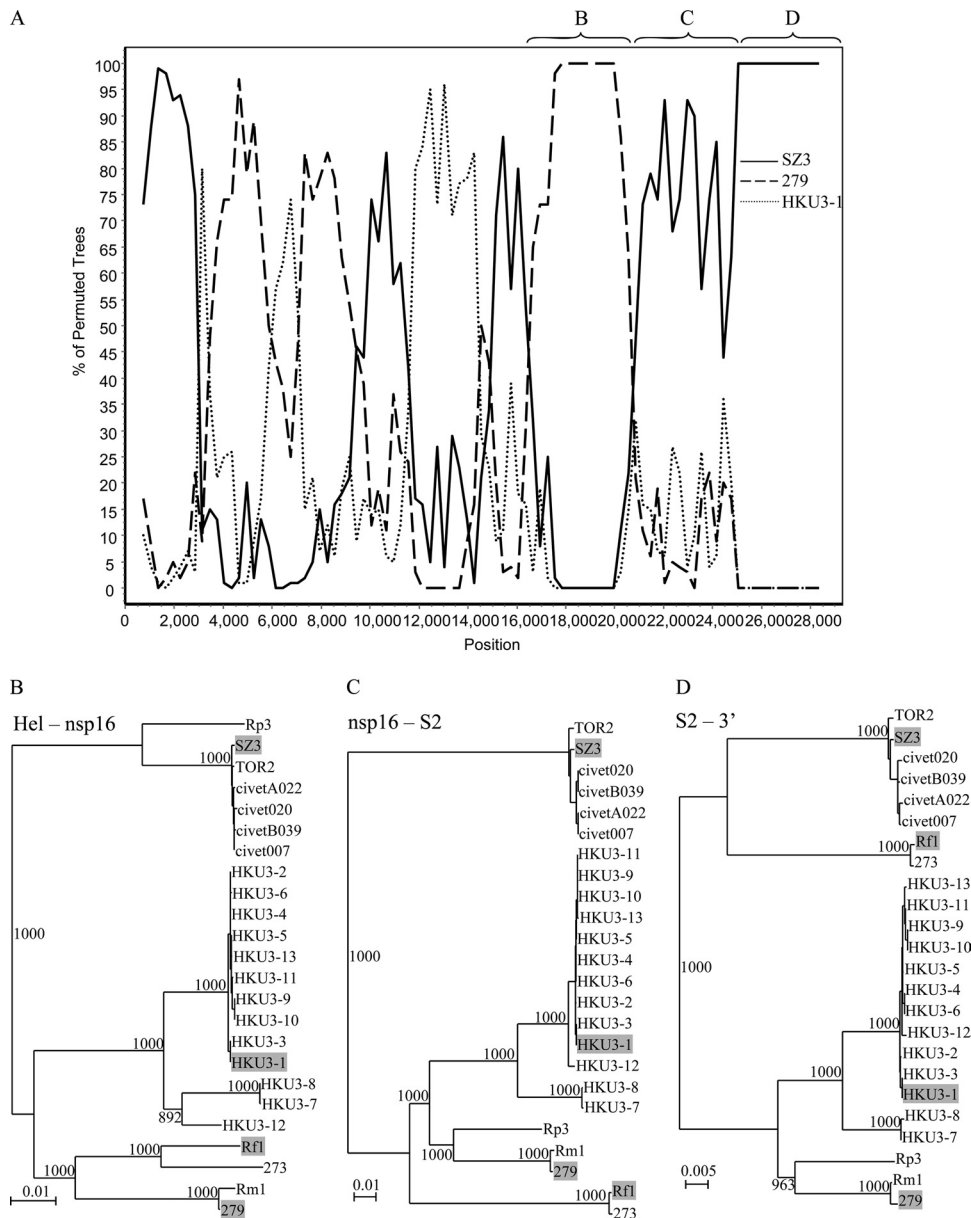 A
B
C
D
100
95
90
85
80
75
70
65
60
55
50
45
40
35
30
25
20
15
10
5
0
% of Permuted Trees
SZ3
279
HKU3-1
0 2,000 4,000 6,000 8,000 10,000 12,000 14,000 16,000 18,000 20,000 22,000 24,000 26,000 28,000
Position
B
Hel – nsp16
Rp3
SZ3
1000
TOR2
civetA022
civet020
civetB039
civet007
HKU3-2
HKU3-6
HKU3-4
HKU3-5
1000
HKU3-13
HKU3-11
1000
HKU3-9
HKU3-10
HKU3-3
HKU3-1
1000
HKU3-8
HKU3-7
892
HKU3-12
1000
Rf1
273
1000
1000
Rm1
279
0.01
C
nsp16 – S2
TOR2
SZ3
civet020
civetB039
civetA022
civet007
HKU3-11
HKU3-9
HKU3-10
HKU3-13
1000
HKU3-5
HKU3-4
HKU3-6
HKU3-2
1000
HKU3-3
HKU3-1
1000
HKU3-12
1000
HKU3-8
HKU3-7
1000
Rp3
1000
1000
Rm1
279
0.01
1000
Rf1
273
D
S2 – 3’
TOR2
1000
SZ3
civet020
civetB039
civetA022
civet007
1000
Rf1
273
HKU3-13
HKU3-11
HKU3-9
HKU3-10
1000
HKU3-5
HKU3-4
HKU3-6
1000
HKU3-12
HKU3-2
HKU3-3
1000
HKU3-1
HKU3-8
1000
HKU3-7
Rp3
963
1000
Rm1
279
0.005